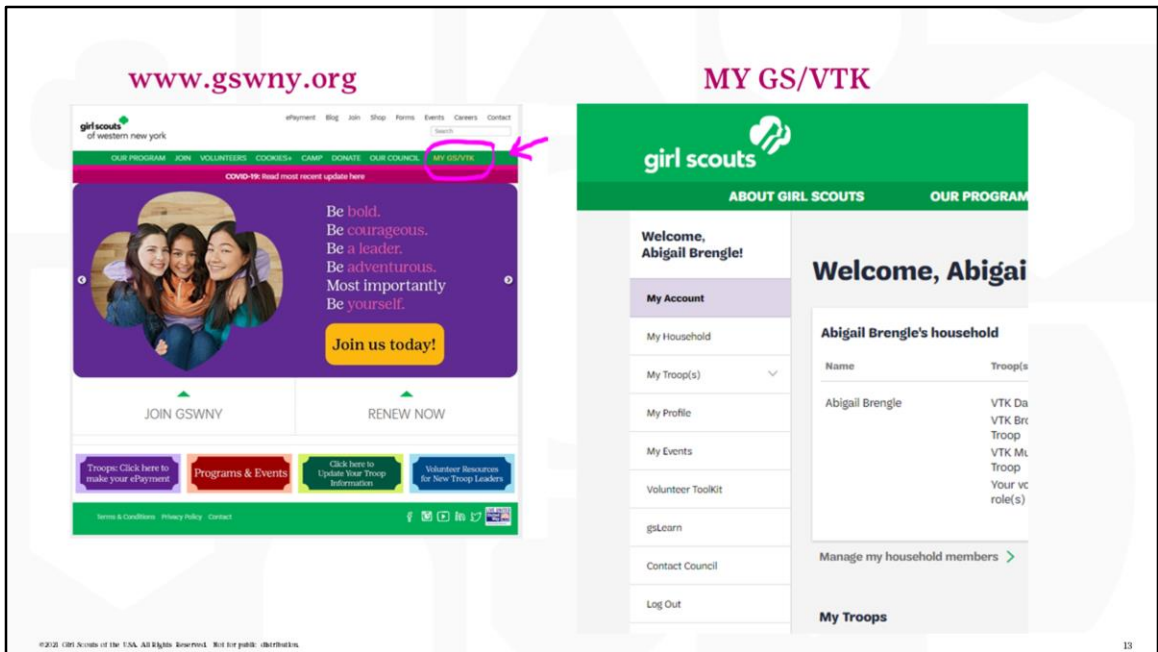 www.gswny.org
MY GS/VTK
girl scouts
of western new york
ePayment Blog Join Shop Forms Events Careers Contact
Search
OUR PROGRAM JOIN VOLUNTEERS COOKIES+ CAMP DONATE OUR COUNCIL MY GS/VTK
COVID-19: Read most recent update here
Be bold.
Be courageous.
Be a leader.
Be adventurous.
Most importantly
Be yourself.
Join us today!
JOIN GSWNY
RENEW NOW
Troops: Click here to
make your ePayment
Programs & Events
Click here to
Update Your Troop
Information
Volunteer Resources
for New Troop Leaders
Terms & Conditions Privacy Policy Contact
girl scouts
ABOUT GIRL SCOUTS OUR PROGRAM
Welcome,
Abigail Brengle!
My Account
My Household
My Troop(s)
My Profile
My Events
Volunteer ToolKit
gsLearn
Contact Council
Log Out
Welcome, Abigai
Abigail Brengle's household
Name Troop(s
Abigail Brengle VTK Da
VTK Bro
Troop
VTK Mu
Troop
Your vo
role(s)
Manage my household members
My Troops
©2021 Girl Scouts of the USA. All Rights Reserved. Not for public distribution.
13